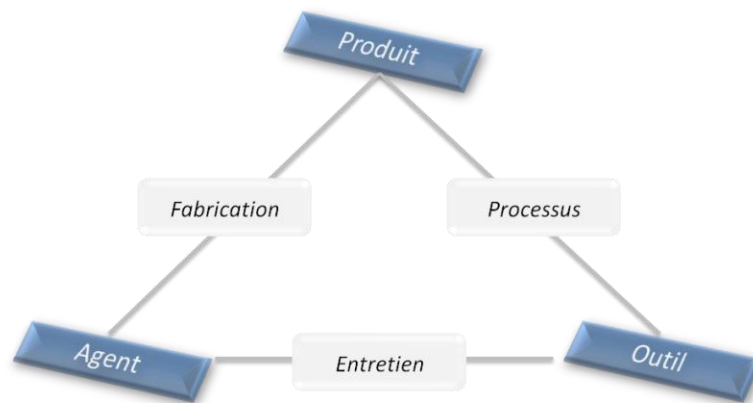 Produit
Fabrication
Processus
Agent
Entretien
Outil